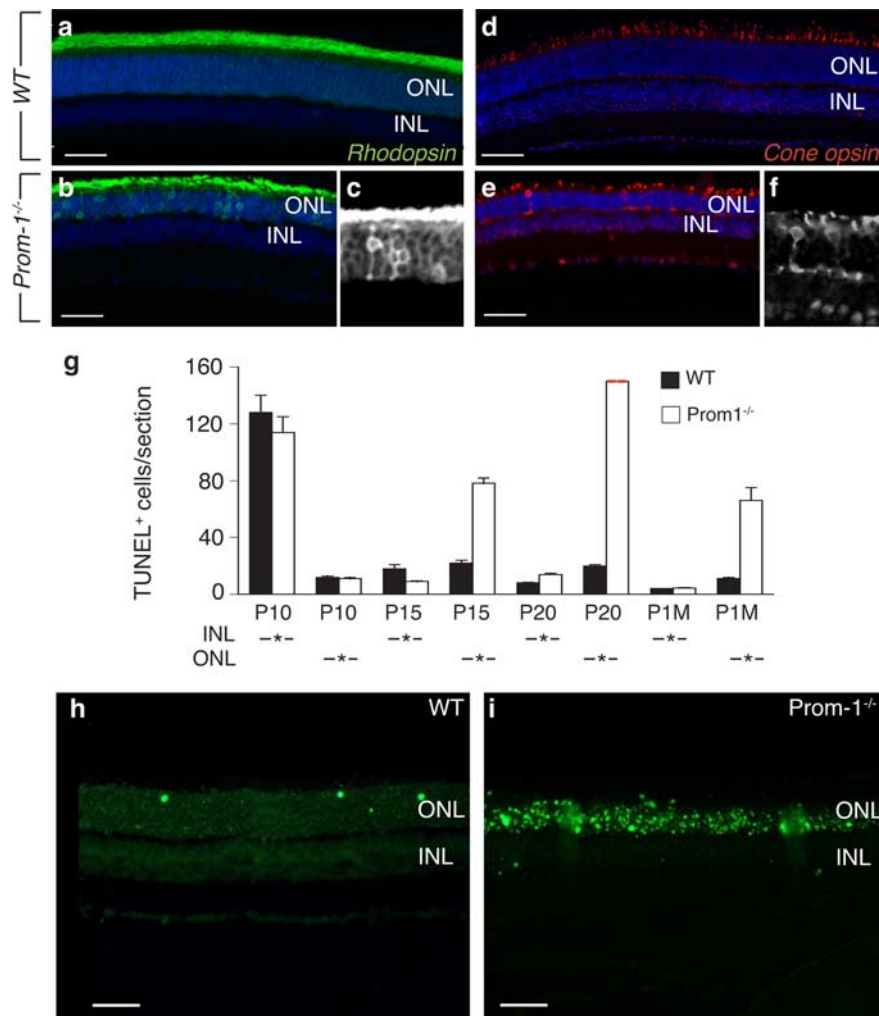 WT
a
ONL
INL
Rhodopsin
d
ONL
INL
Cone opsin
Prom-1-/-
b
ONL
INL
c
e
ONL
INL
f
g
TUNEL+ cells/section
160
120
80
40
0
WT
Prom1-/-
P10 P10 P15 P15 P20 P20 P1M P1M
INL -*- -*- -*- -*-
ONL -*- -*- -*- -*-
h
WT
ONL
INL
i
Prom-1-/-
ONL
INL